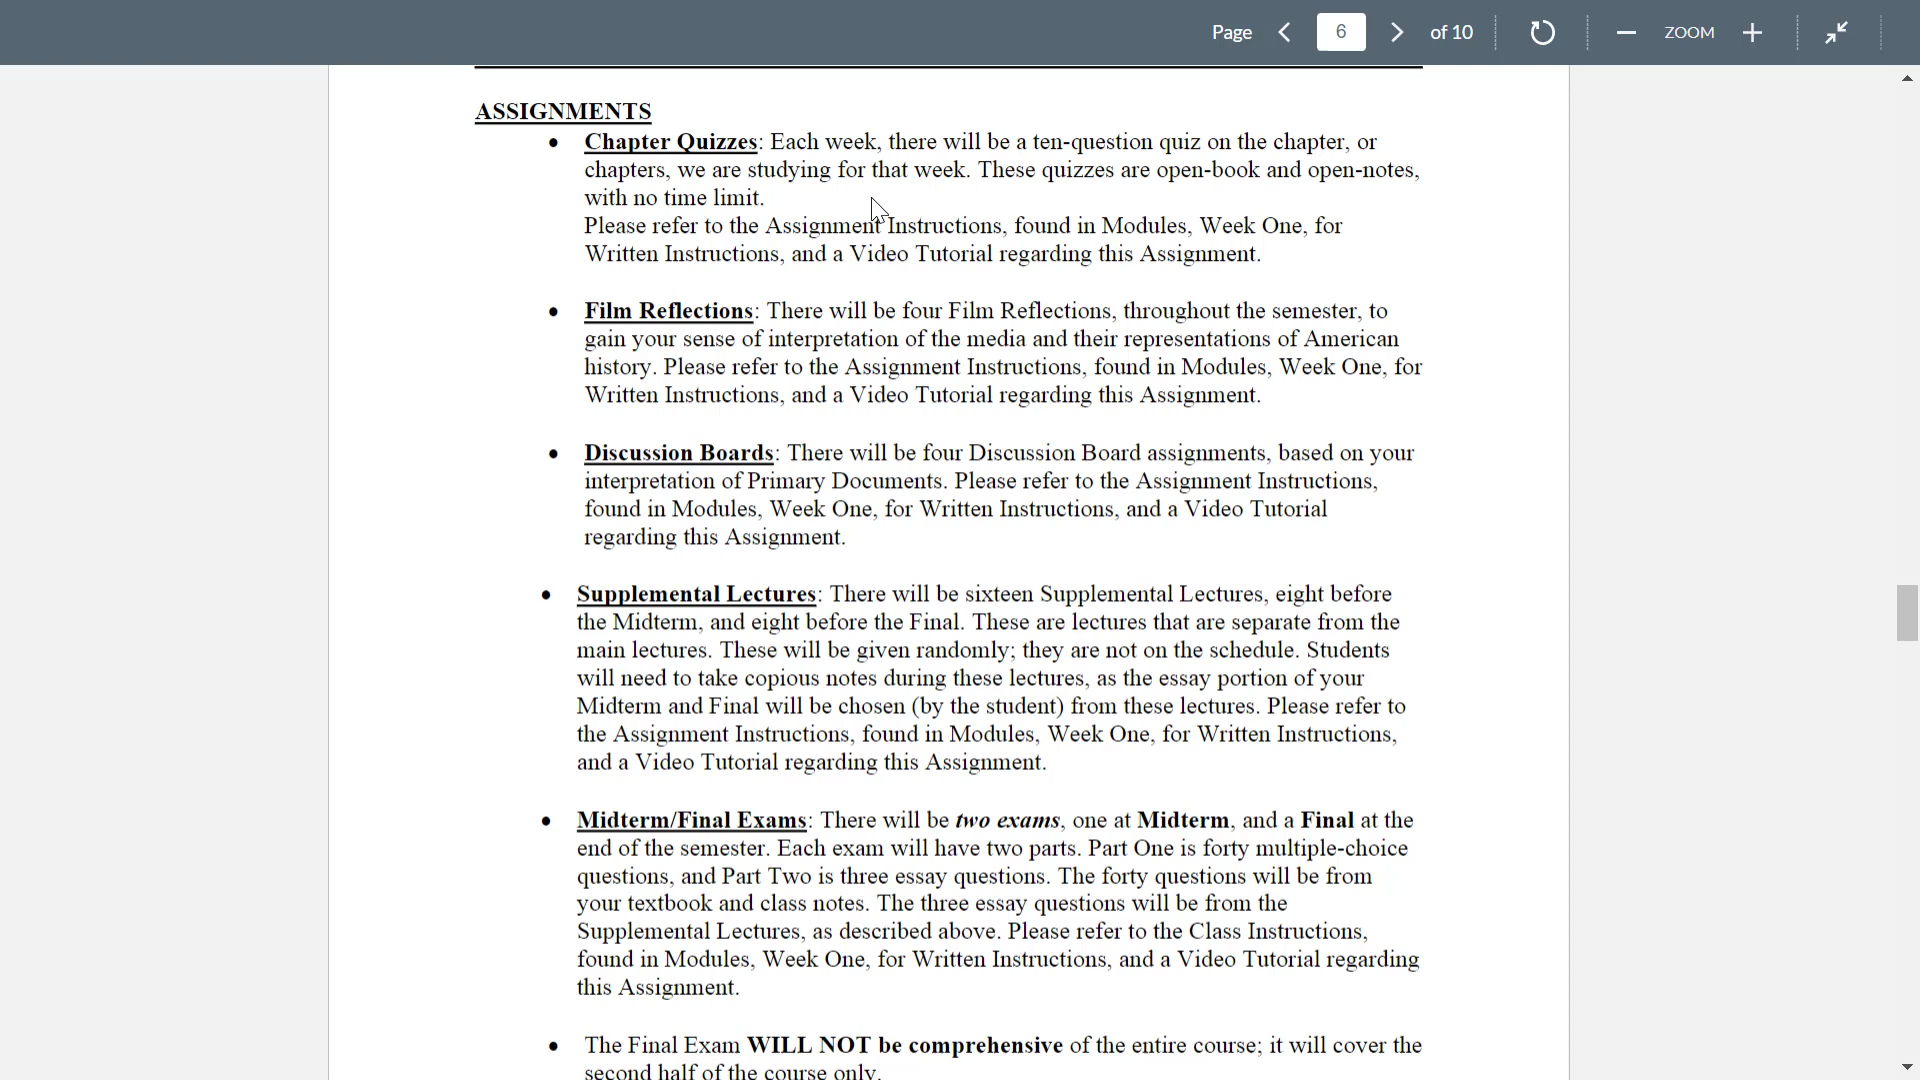 Page 6 of 10 ZOOM
ASSIGNMENTS
• Chapter Quizzes: Each week, there will be a ten-question quiz on the chapter, or
chapters, we are studying for that week. These quizzes are open-book and open-notes,
with no time limit.
Please refer to the Assignment Instructions, found in Modules, Week One, for
Written Instructions, and a Video Tutorial regarding this Assignment.
• Film Reflections: There will be four Film Reflections, throughout the semester, to
gain your sense of interpretation of the media and their representations of American
history. Please refer to the Assignment Instructions, found in Modules, Week One, for
Written Instructions, and a Video Tutorial regarding this Assignment.
• Discussion Boards: There will be four Discussion Board assignments, based on your
interpretation of Primary Documents. Please refer to the Assignment Instructions,
found in Modules, Week One, for Written Instructions, and a Video Tutorial
regarding this Assignment.
• Supplemental Lectures: There will be sixteen Supplemental Lectures, eight before
the Midterm, and eight before the Final. These are lectures that are separate from the
main lectures. These will be given randomly; they are not on the schedule. Students
will need to take copious notes during these lectures, as the essay portion of your
Midterm and Final will be chosen (by the student) from these lectures. Please refer to
the Assignment Instructions, found in Modules, Week One, for Written Instructions,
and a Video Tutorial regarding this Assignment.
• Midterm/Final Exams: There will be two exams, one at Midterm, and a Final at the
end of the semester. Each exam will have two parts. Part One is forty multiple-choice
questions, and Part Two is three essay questions. The forty questions will be from
your textbook and class notes. The three essay questions will be from the
Supplemental Lectures, as described above. Please refer to the Class Instructions,
found in Modules, Week One, for Written Instructions, and a Video Tutorial regarding
this Assignment.
• The Final Exam WILL NOT be comprehensive of the entire course; it will cover the
second half of the course only.